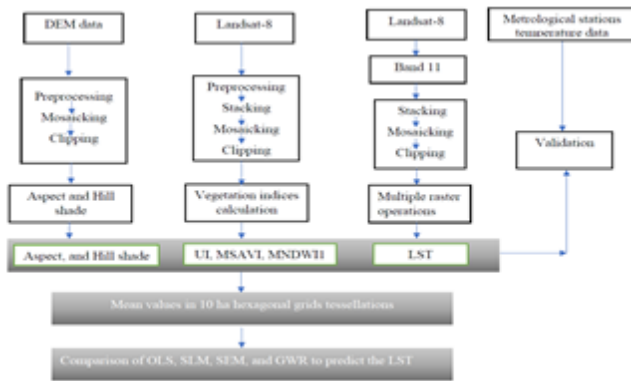 DEM data
Preprocessing
Mosaicking
Clipping
Aspect and Hill
shade
Landsat-8
Preprocessing
Stacking
Mosaicking
Clipping
Vegetation indices
calculation
Landsat-8
Band 11
Stacking
Mosaicking
Clipping
Multiple raster
operations
Metrological stations
temperature data
Validation
Aspect, and Hill shade
UI, MSAVI, MNDWI1
LST
Mean values in 10 ha hexagonal grids tessellations
Comparison of OLS, SLM, SEM, and GWR to predict the LST